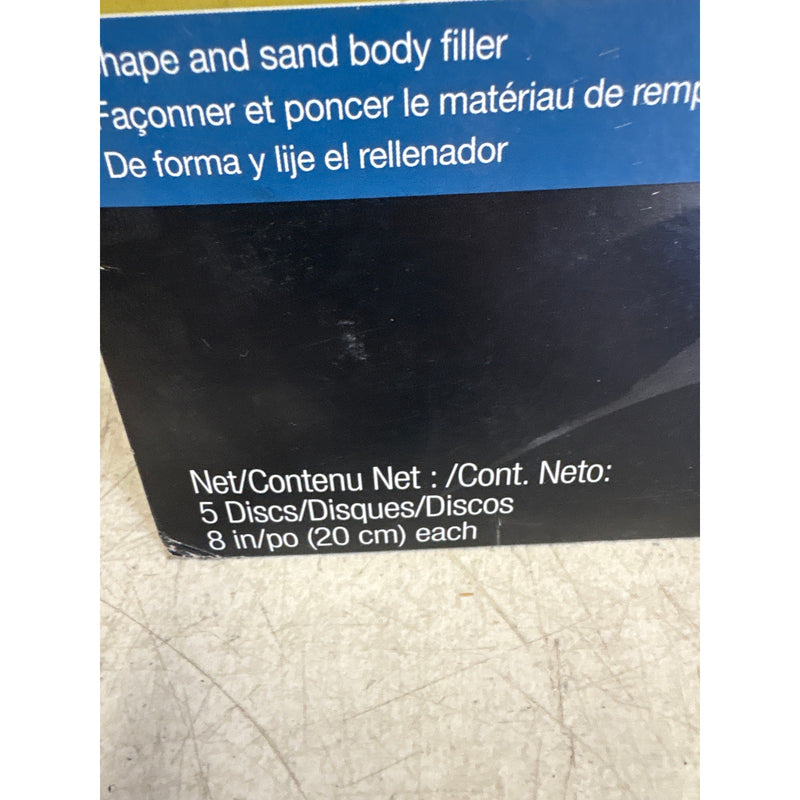 hape and sand body filler
Façonner et poncer le matériau de remp
De forma y lije el rellenador
Net/Contenu Net : /Cont. Neto:
5 Discs/Disques/Discos
8 in/po (20 cm) each